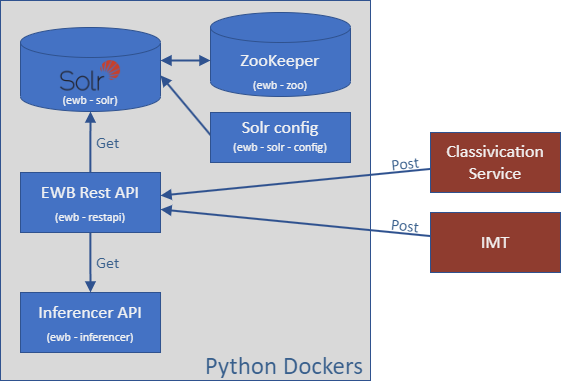 Solr
(ewb - solr)
ZooKeeper
(ewb - zoo)
Solr config
(ewb - solr - config)
Get
EWB Rest API
(ewb - restapi)
Post
Classivication
Service
Post
IMT
Get
Inferencer API
(ewb - inferencer)
Python Dockers